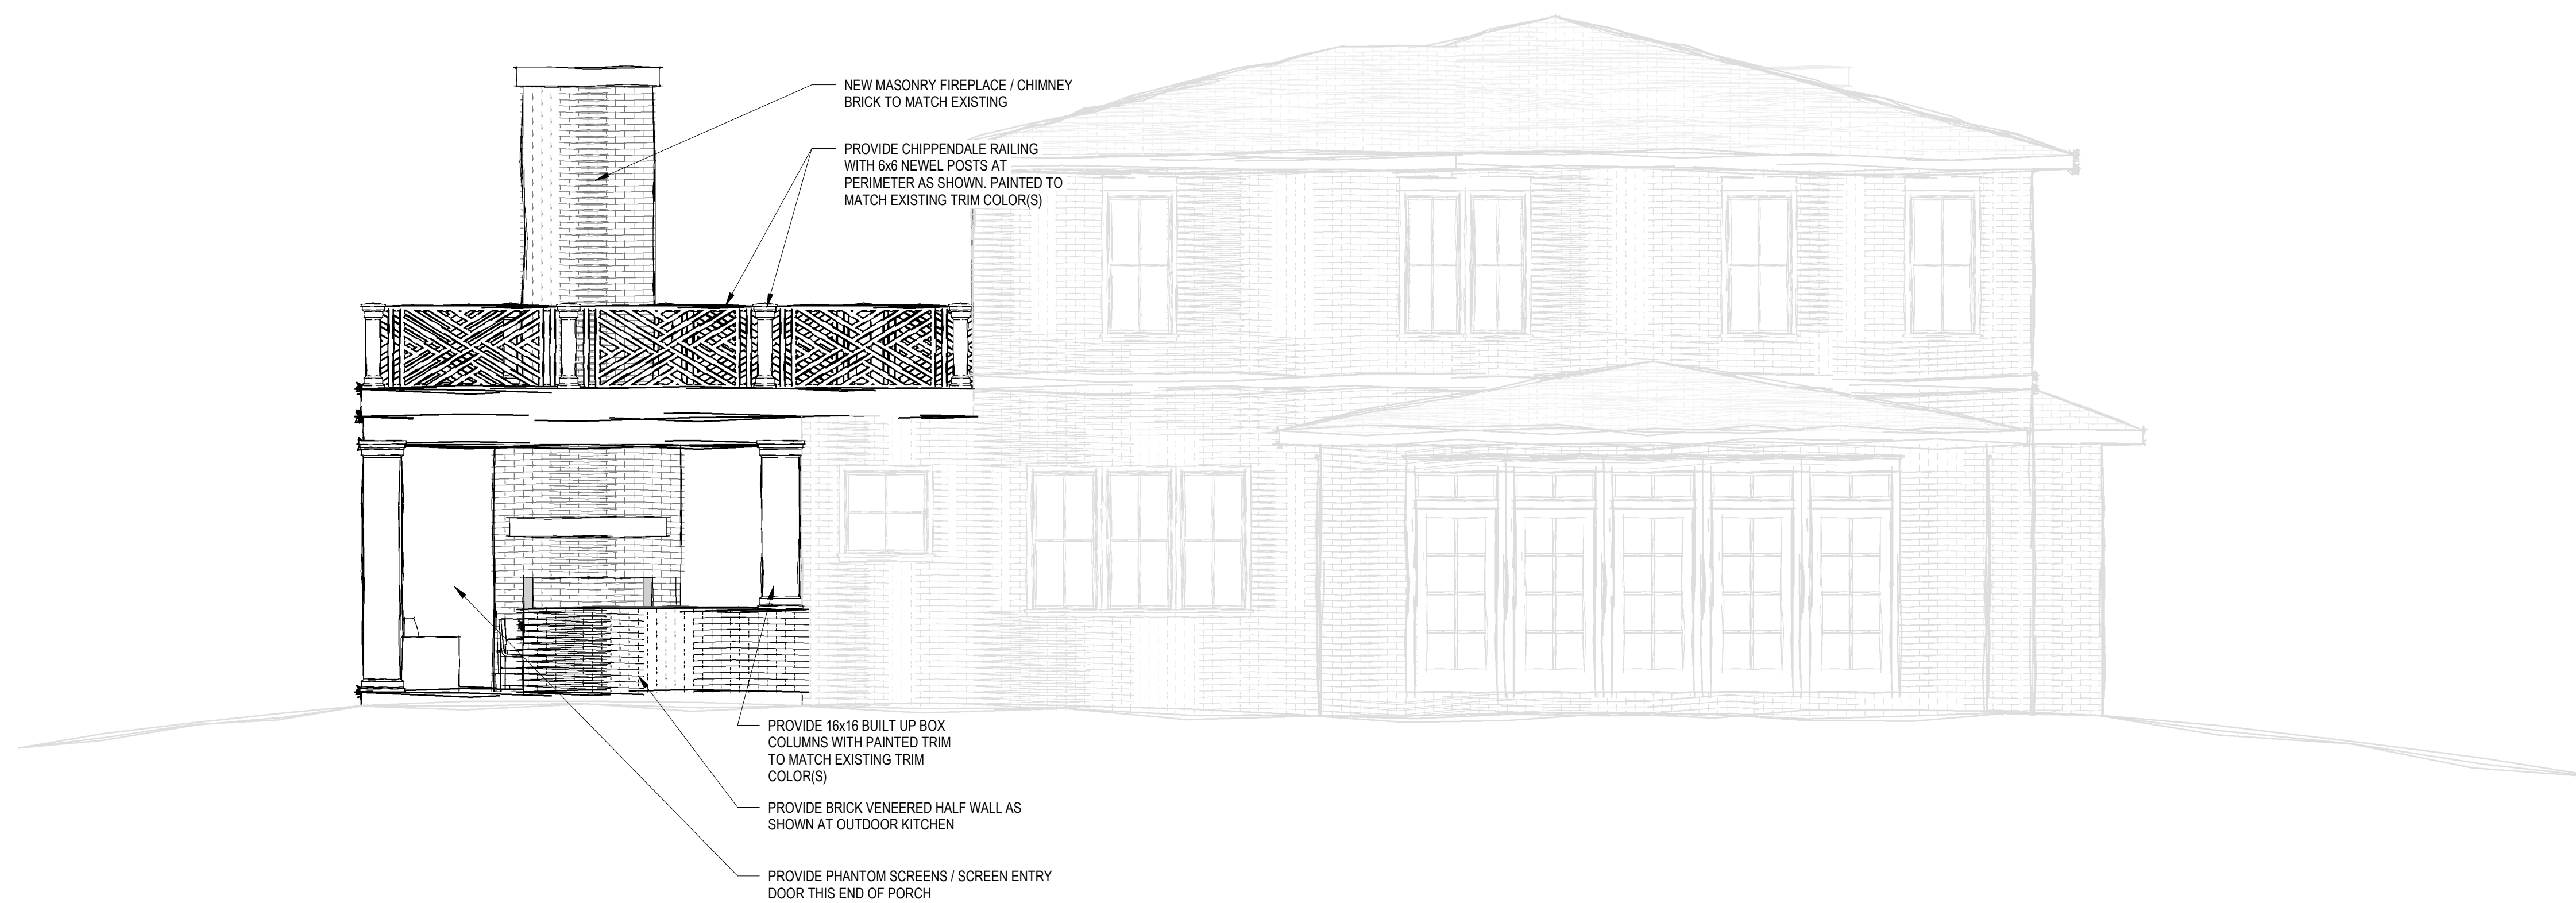 NEW MASONRY FIREPLACE / CHIMNEY
BRICK TO MATCH EXISTING
PROVIDE CHIPPENDALE RAILING
WITH 6x6 NEWEL POSTS AT
PERIMETER AS SHOWN. PAINTED TO
MATCH EXISTING TRIM COLOR(S)
PROVIDE 16x16 BUILT UP BOX
COLUMNS WITH PAINTED TRIM
TO MATCH EXISTING TRIM
COLOR(S)
PROVIDE BRICK VENEERED HALF WALL AS
SHOWN AT OUTDOOR KITCHEN
PROVIDE PHANTOM SCREENS / SCREEN ENTRY
DOOR THIS END OF PORCH